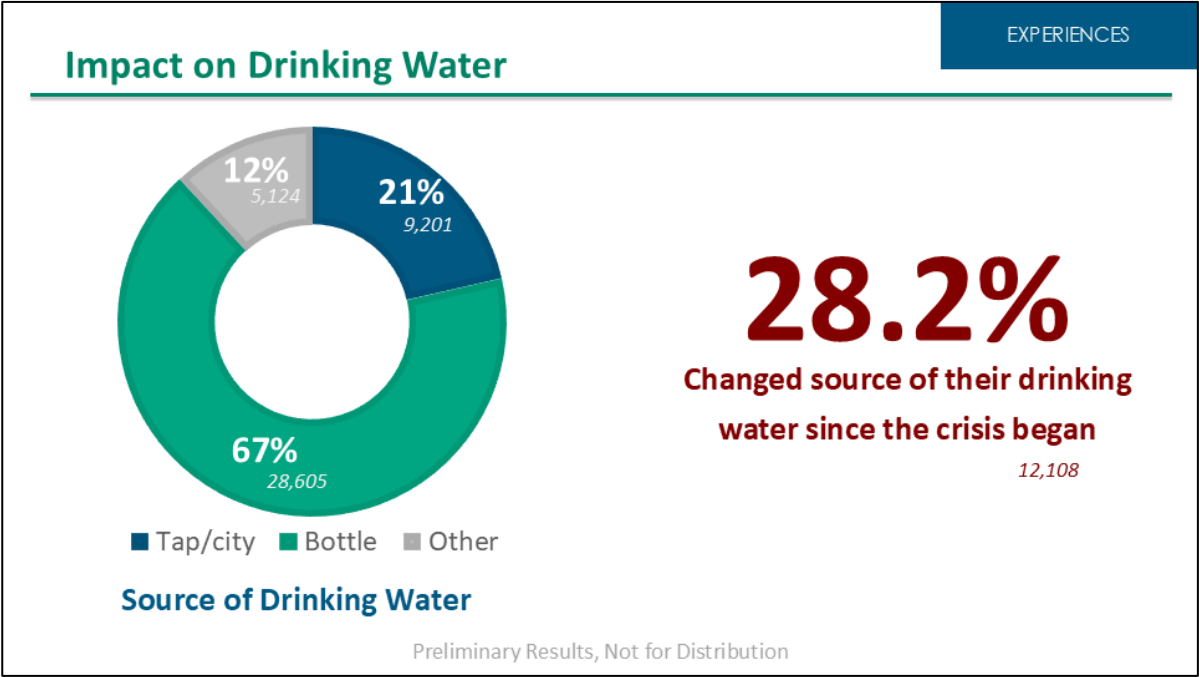 EXPERIENCES
Impact on Drinking Water
12%
5,124
21%
9,201
67%
28,605
Tap/city Bottle Other
Source of Drinking Water
28.2%
Changed source of their drinking
water since the crisis began
12,108
Preliminary Results, Not for Distribution